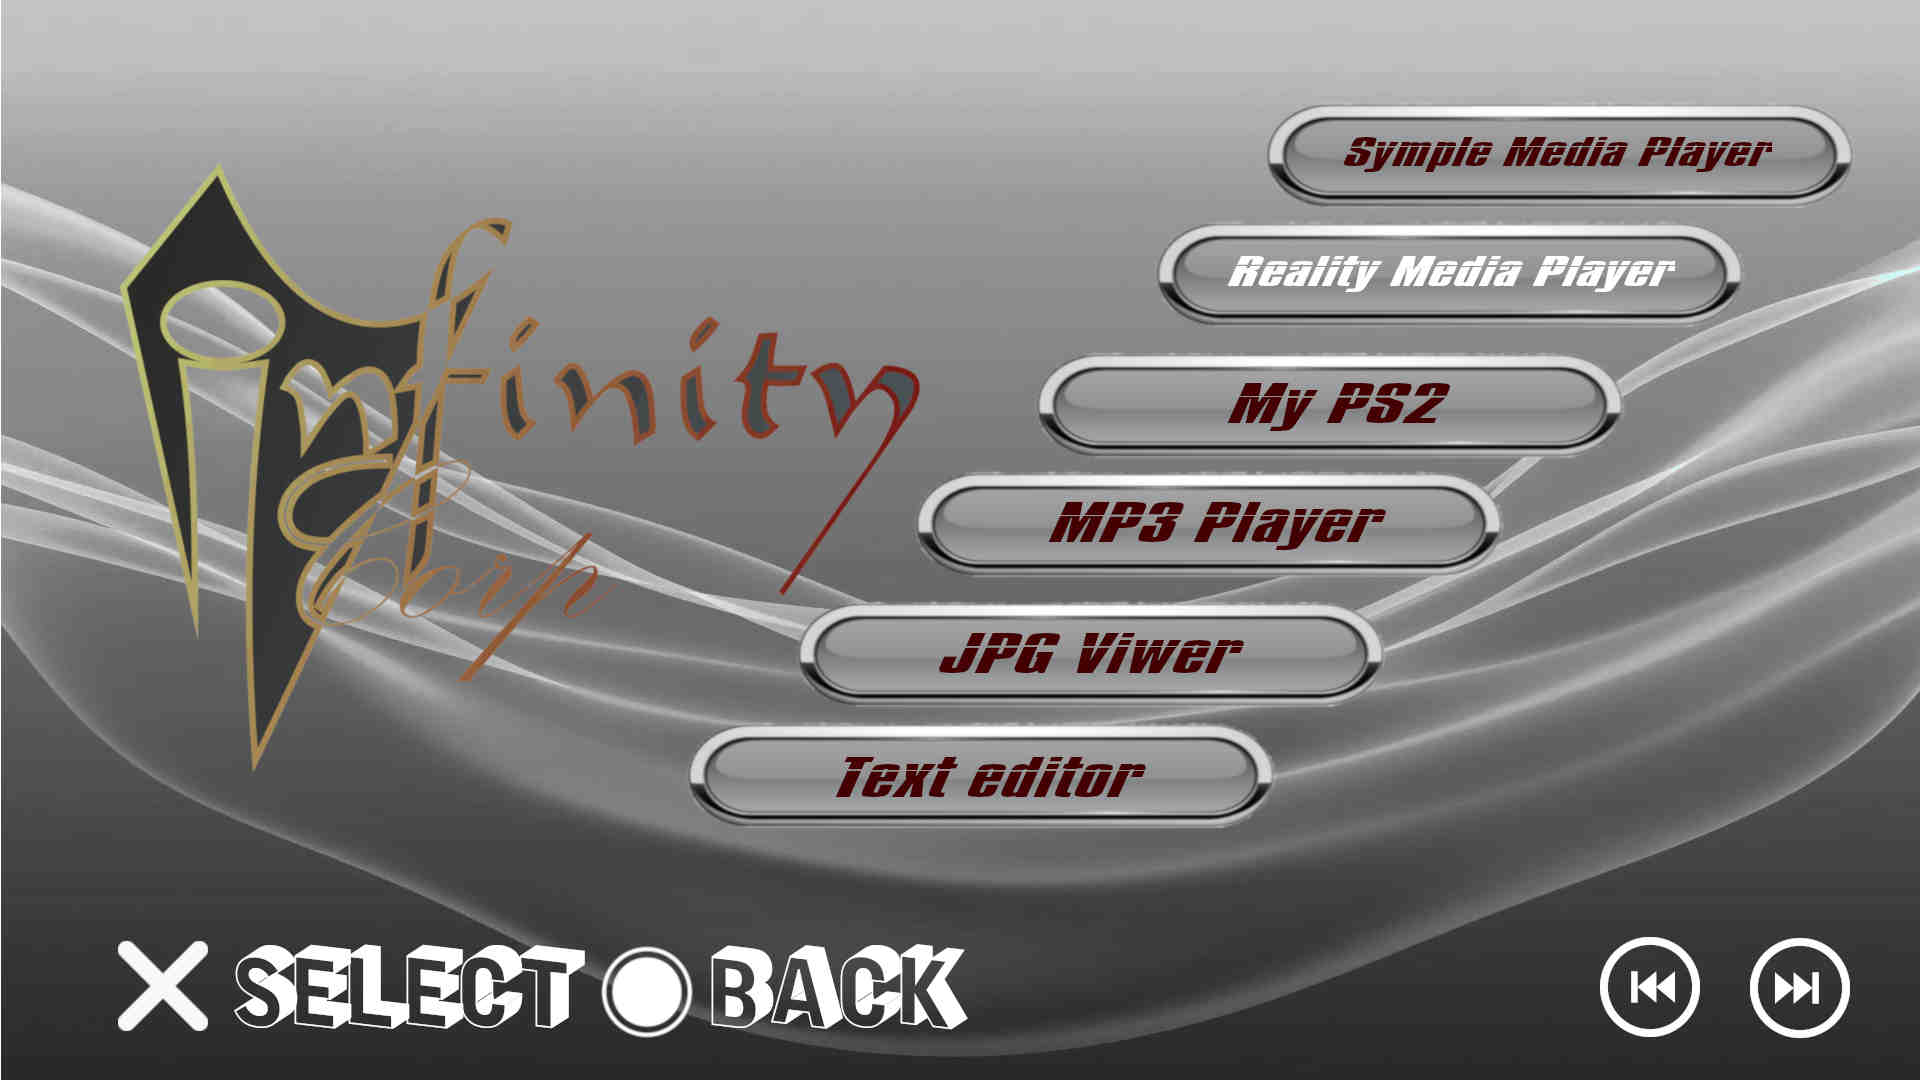 Infinity
Corp
Symple Media Player
Reality Media Player
My PS2
MP3 Player
JPG Viwer
Text editor
SELECT BACK